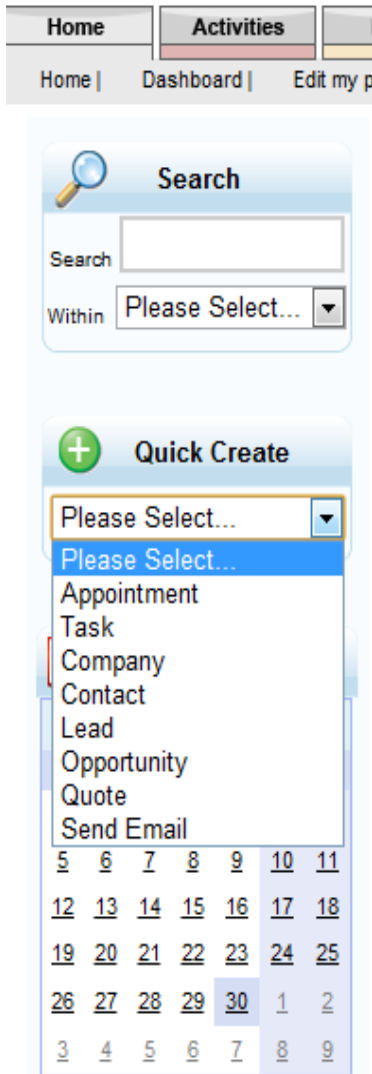 Home Activities
Home | Dashboard | Edit my p
Search
Search
Within Please Select...
Quick Create
Please Select...
Please Select...
Appointment
Task
Company
Contact
Lead
Opportunity
Quote
Send Email
5 6 7 8 9 10 11
12 13 14 15 16 17 18
19 20 21 22 23 24 25
26 27 28 29 30 1 2
3 4 5 6 7 8 9